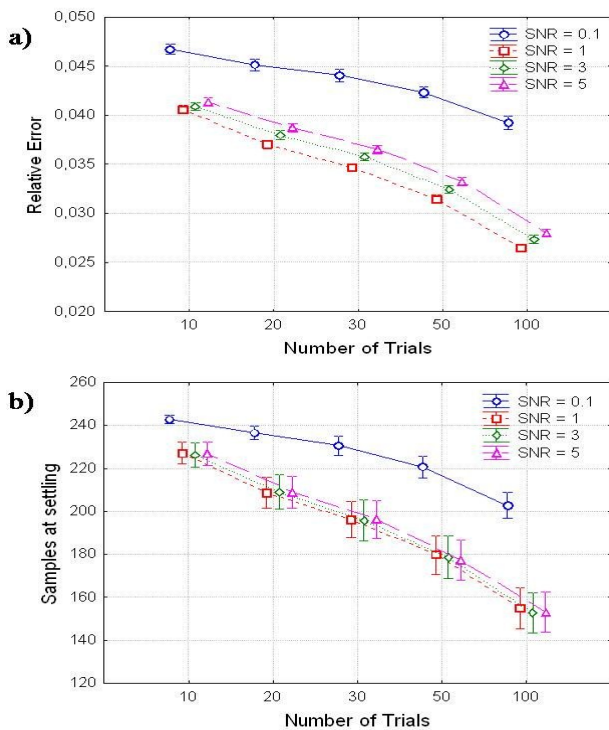 a)
0,050
0,045
0,040
0,035
0,030
0,025
0,020
Relative Error
SNR = 0.1
SNR = 1
SNR = 3
SNR = 5
10 20 30 50 100
Number of Trials
b)
260
240
220
200
180
160
140
120
Samples at settling
SNR = 0.1
SNR = 1
SNR = 3
SNR = 5
10 20 30 50 100
Number of Trials